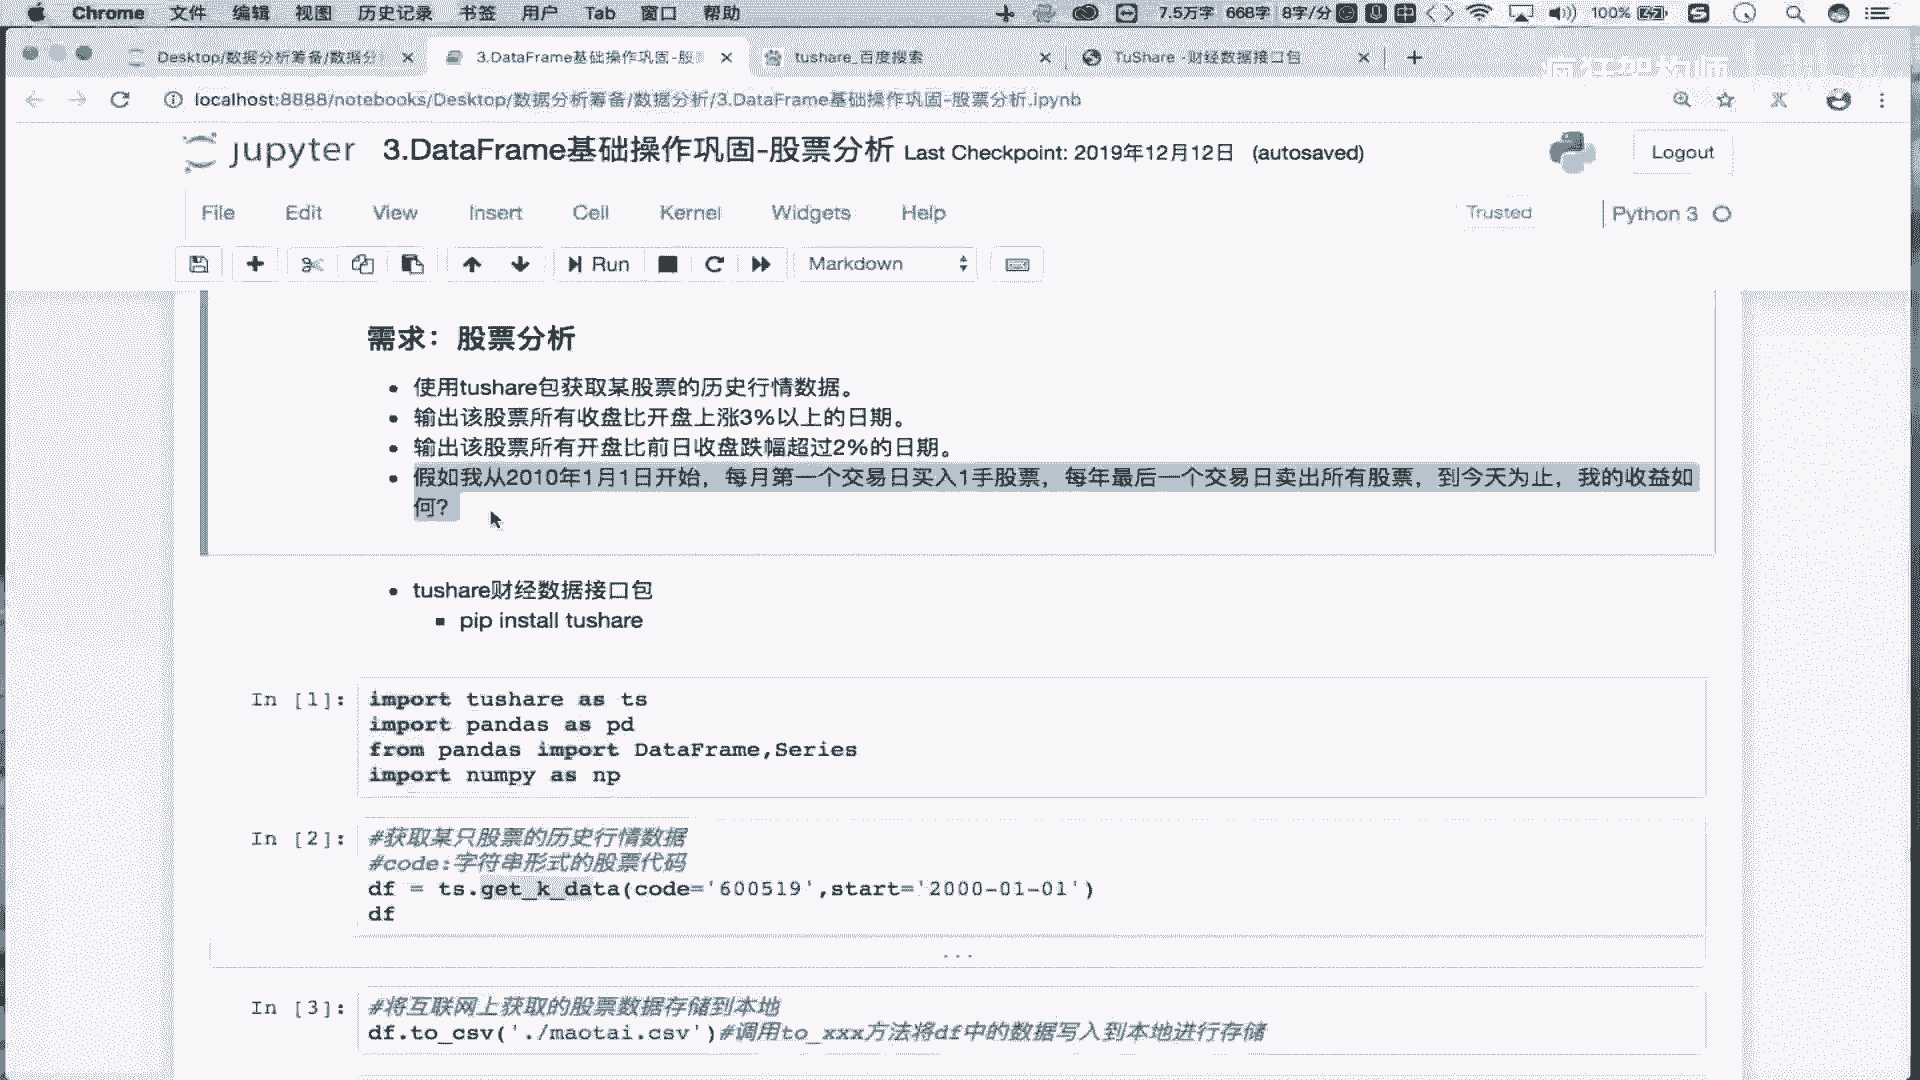 Chrome 文件 编辑 视图 历史记录 书签 用户 Tab 窗口 帮助 7.5万字 668字 8字/分 中 100%
Desktop/数据分析筹备/数据分 3.DataFrame基础操作巩固-股 tushare_百度搜索 TuShare -财经数据接口包
localhost:8888/notebooks/Desktop/数据分析筹备/数据分析/3.DataFrame基础操作巩固-股票分析.ipynb
jupyter 3.DataFrame基础操作巩固-股票分析 Last Checkpoint: 2019年12月12日 (autosaved) Logout
File Edit View Insert Cell Kernel Widgets Help Trusted Python 3
Run Markdown
需求：股票分析
使用tushare包获取某股票的历史行情数据。
输出该股票所有收盘比开盘上涨3%以上的日期。
输出该股票所有开盘比前日收盘跌幅超过2%的日期。
假如我从2010年1月1日开始，每月第一个交易日买入1手股票，每年最后一个交易日卖出所有股票，到今天为止，我的收益如
何?
tushare财经数据接口包
pip install tushare
In [1]: import tushare as ts
import pandas as pd
from pandas import DataFrame,Series
import numpy as np
In [2]: #获取某只股票的历史行情数据
#code:字符串形式的股票代码
df = ts.get_k_data(code='600519',start='2000-01-01')
df
...
In [3]: #将互联网上获取的股票数据存储到本地
df.to_csv('./maotai.csv')#调用to_xxx方法将df中的数据写入到本地进行存储